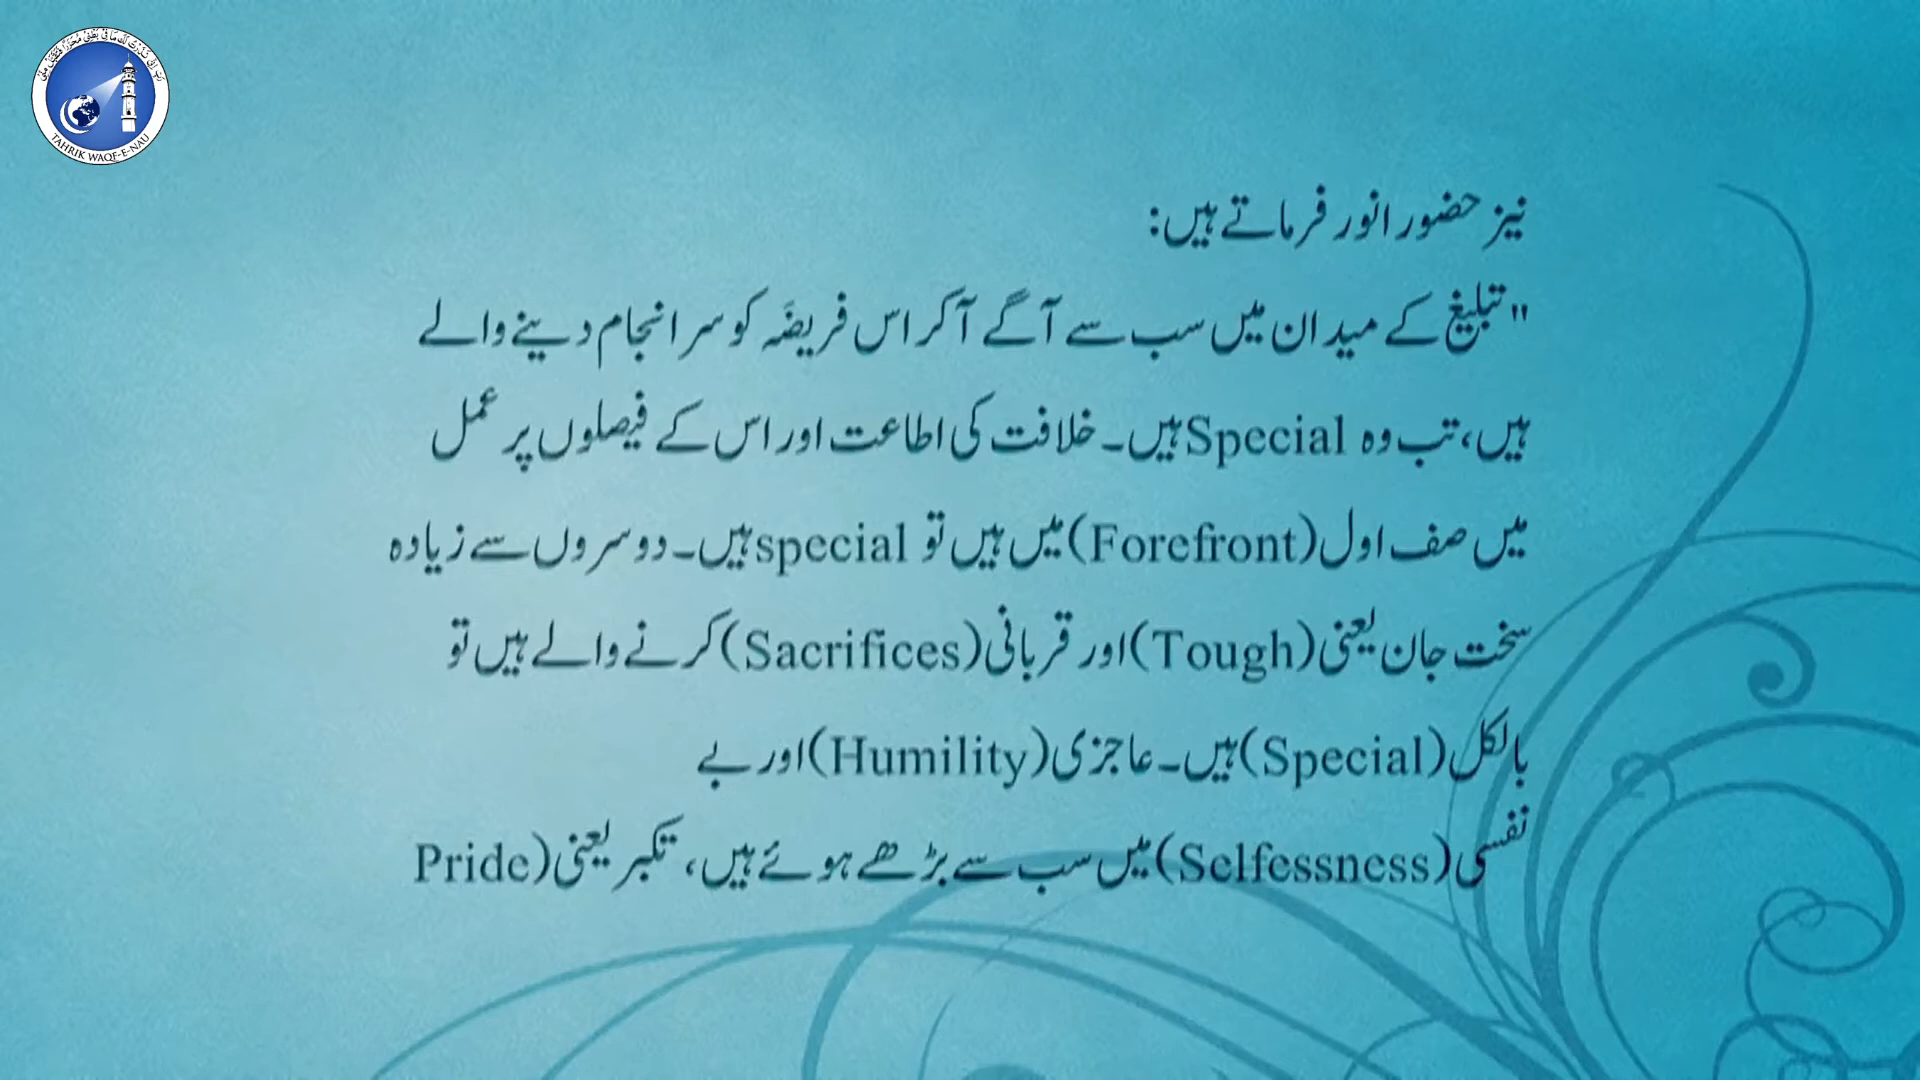 رَبِّ اِنِّیْ نَذَرْتُ لَکَ مَا فِیْ بَطْنِیْ مُحَرَّرًا فَتَقَبَّلْ مِنِّیْ
TAHRIK WAQF-E-NAU
نیز حضور انور فرماتے ہیں:
"تبلیغ کے میدان میں سب سے آگے آکر اس فریضَہ کو سر انجام دینے والے
ہیں، تب وہ Special ہیں۔ خلافت کی اطاعت اور اس کے فیصلوں پر عمل
میں صف اول (Forefront) میں ہیں تو special ہیں۔ دوسروں سے زیادہ
سخت جان یعنی (Tough) اور قربانی (Sacrifices) کرنے والے ہیں تو
بالکل (Special) ہیں۔ عاجزی (Humility) اور بے
نفسی (Selfessness) میں سب سے بڑھے ہوئے ہیں، تکبر یعنی (Pride